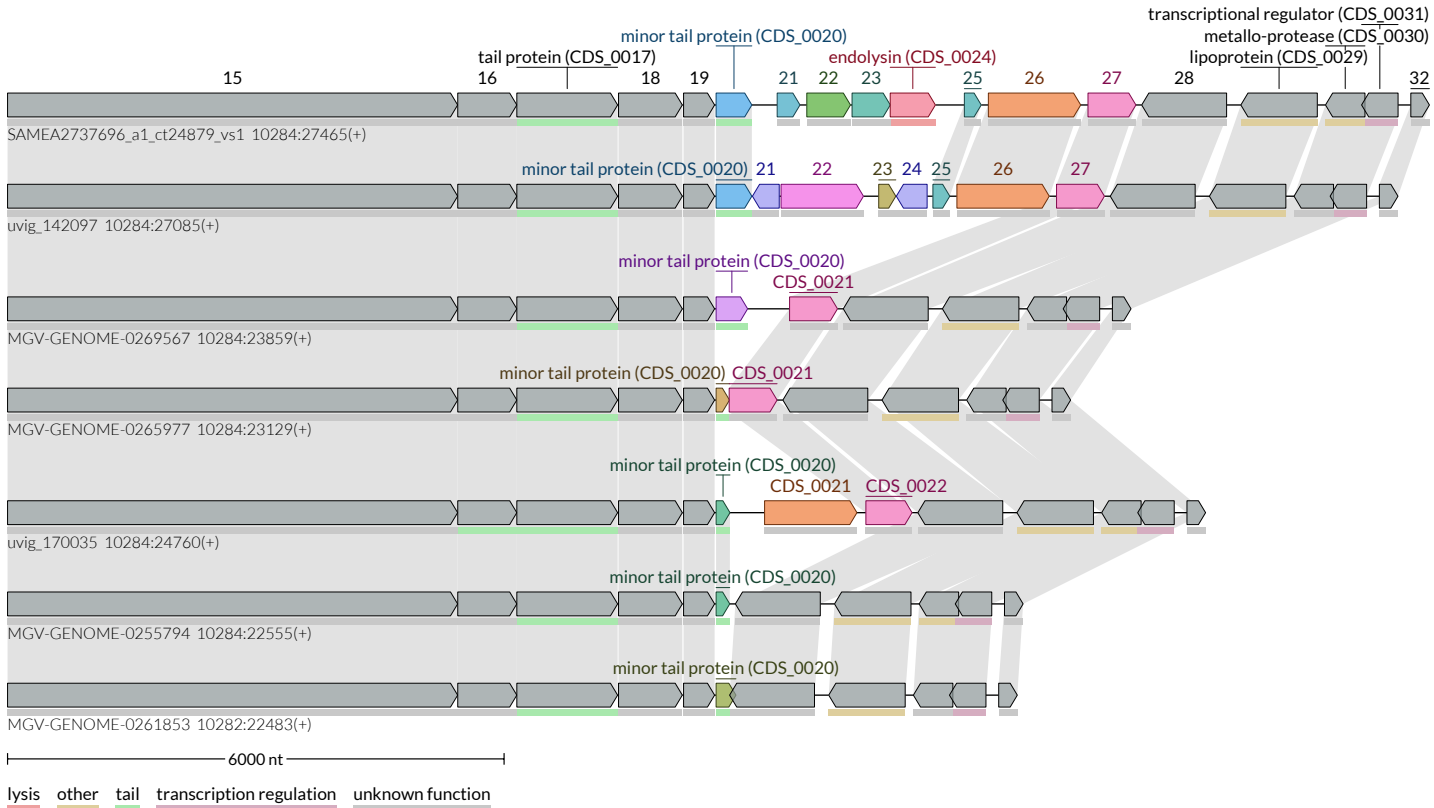 transcriptional regulator (CDS_0031)
minor tail protein (CDS_0020) metallo-protease (CDS_0030)
tail protein (CDS_0017) endolysin (CDS_0024) lipoprotein (CDS_0029)
15 16 18 19 21 22 23 25 26 27 28 32
SAMEA2737696_a1_ct24879_vs1 10284:27465(+)
minor tail protein (CDS_0020) 21 22 23 24 25 26 27
uvig_142097 10284:27085(+)
minor tail protein (CDS_0020)
CDS_0021
MGV-GENOME-0269567 10284:23859(+)
minor tail protein (CDS_0020) CDS_0021
MGV-GENOME-0265977 10284:23129(+)
minor tail protein (CDS_0020)
CDS_0021 CDS_0022
uvig_170035 10284:24760(+)
minor tail protein (CDS_0020)
MGV-GENOME-0255794 10284:22555(+)
minor tail protein (CDS_0020)
MGV-GENOME-0261853 10282:22483(+)
6000 nt
lysis other tail transcription regulation unknown function